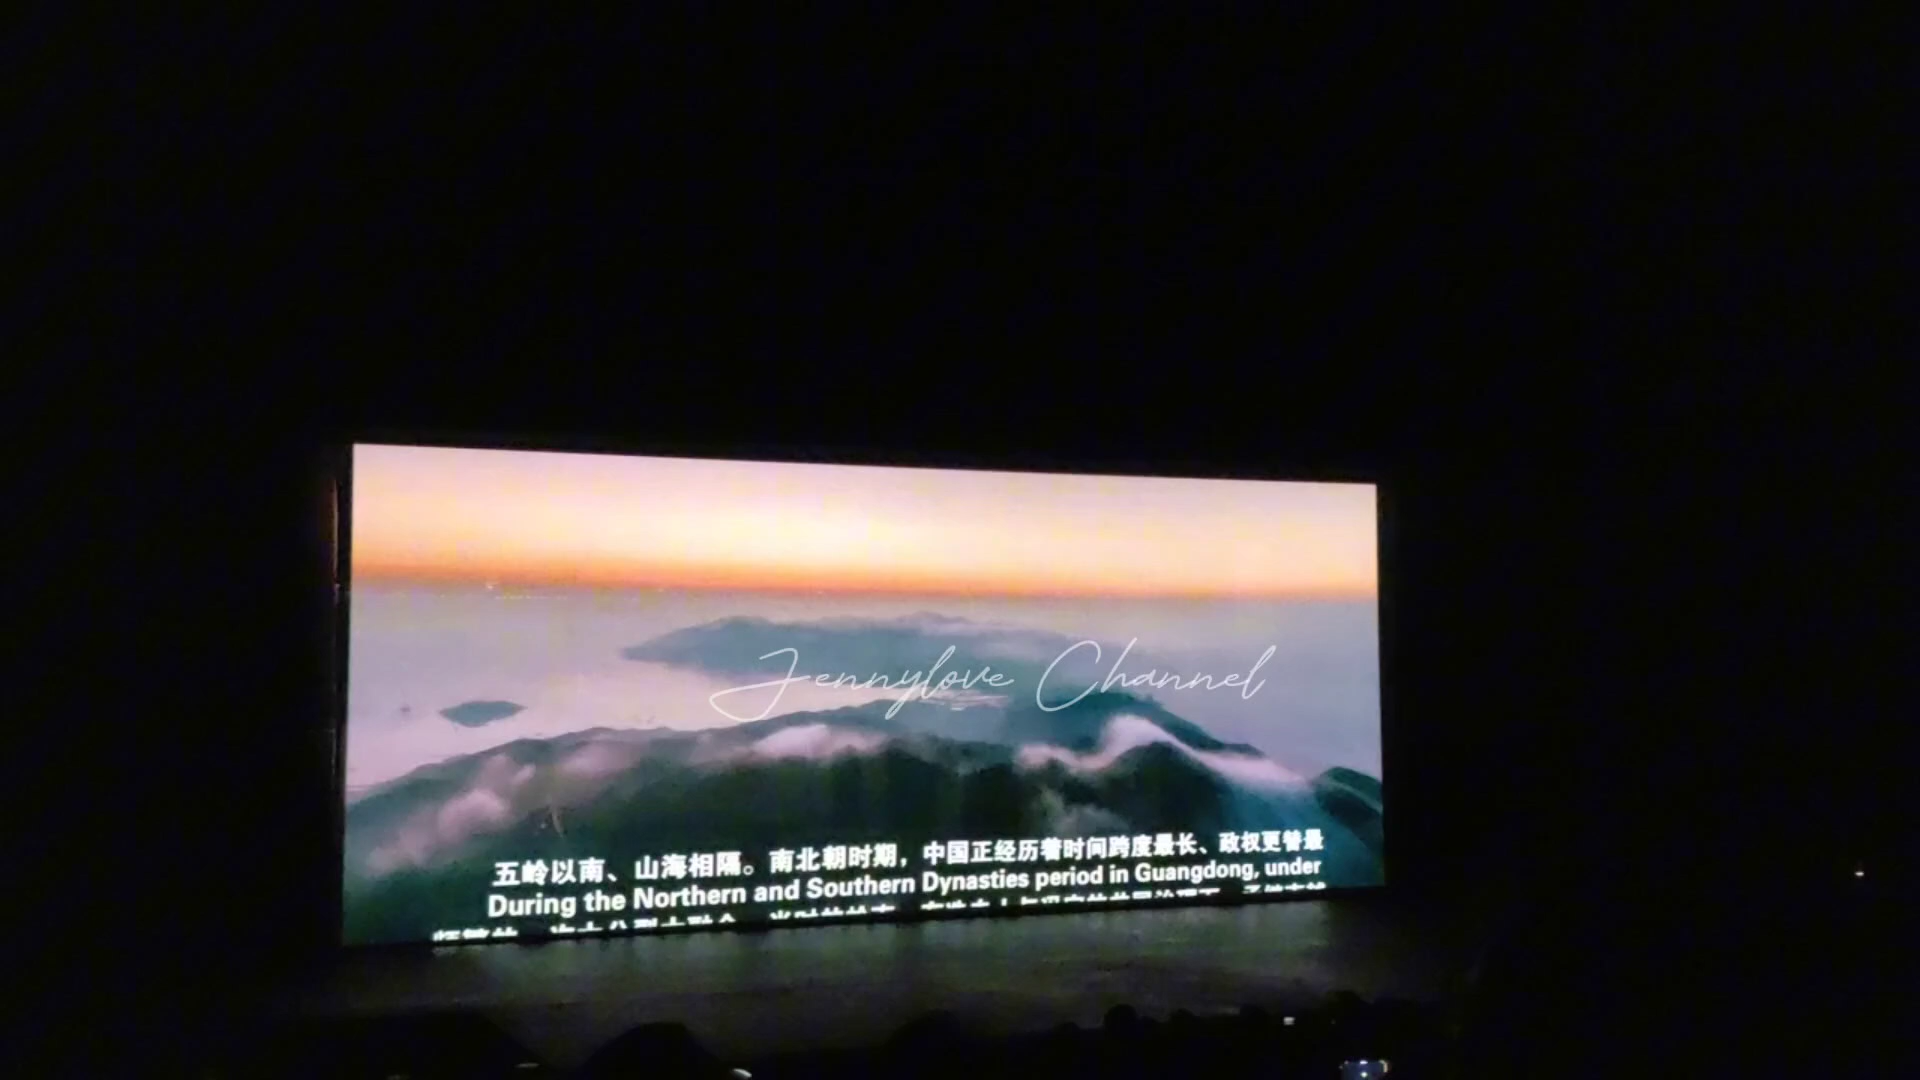 Jennylove Channel
五岭以南、山海相隔。南北朝时期，中国正经历着时间跨度最长、政权更替最
During the Northern and Southern Dynasties period in Guangdong, under